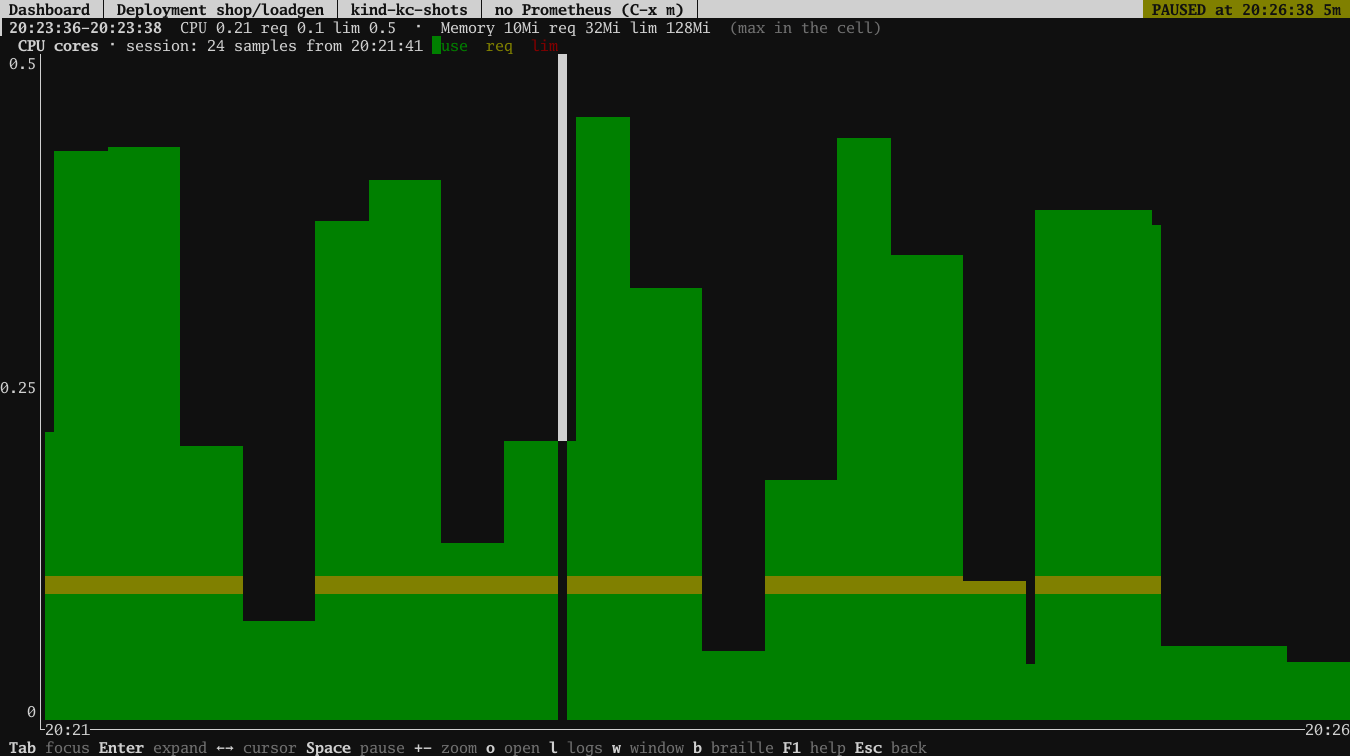 Dashboard Deployment shop/loadgen kind-kc-shots no Prometheus (C-x m) PAUSED at 20:26:38 5m
20:23:36-20:23:38 CPU 0.21 req 0.1 lim 0.5 · Memory 10Mi req 32Mi lim 128Mi (max in the cell)
CPU cores · session: 24 samples from 20:21:41 use req lim
0.5
0.25
0
20:21 20:26
Tab focus Enter expand ←→ cursor Space pause +- zoom o open l logs w window b braille F1 help Esc back